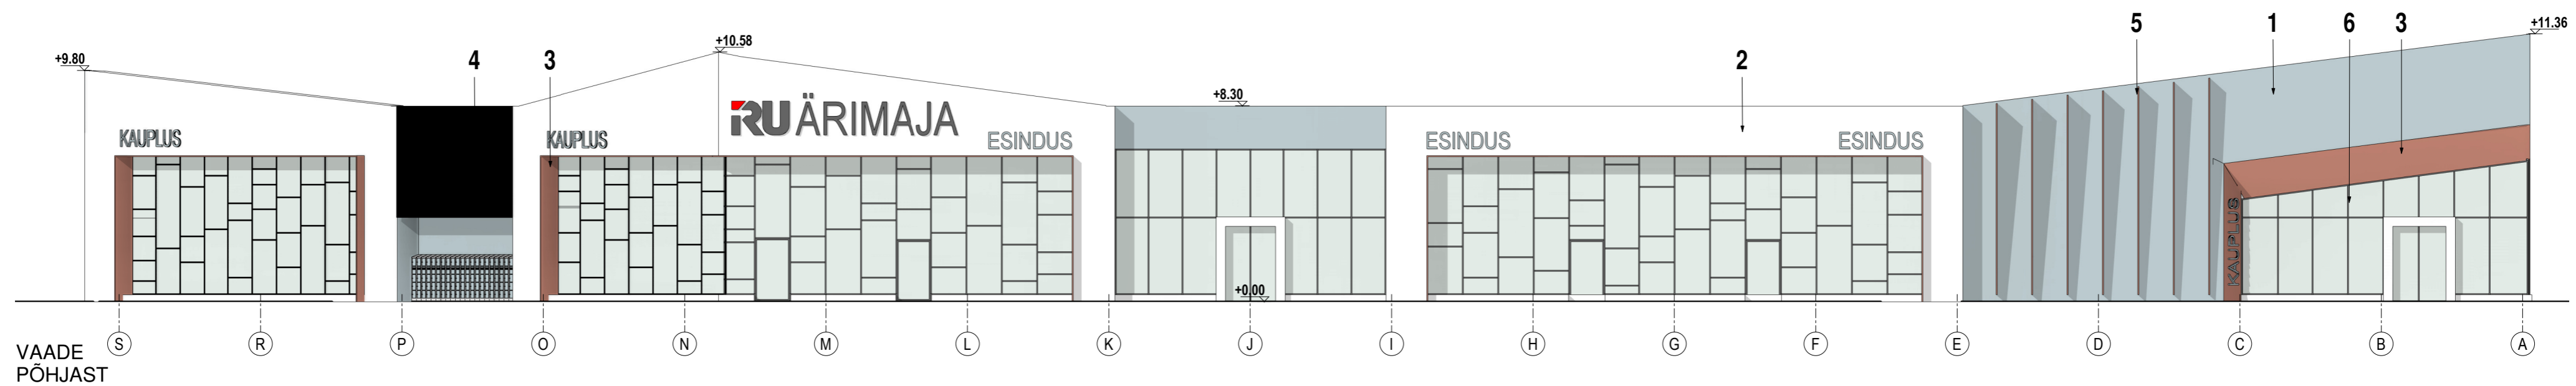 5 1 6 3
+11.36
+10.58
4 3 2
+9.80
+8.30
iRU ÄRIMAJA
KAUPLUS KAUPLUS ESINDUS ESINDUS ESINDUS
KAUPLUS
+0.00
S R P O N M L K J I H G F E D C B A
VAADE
PÕHJAST